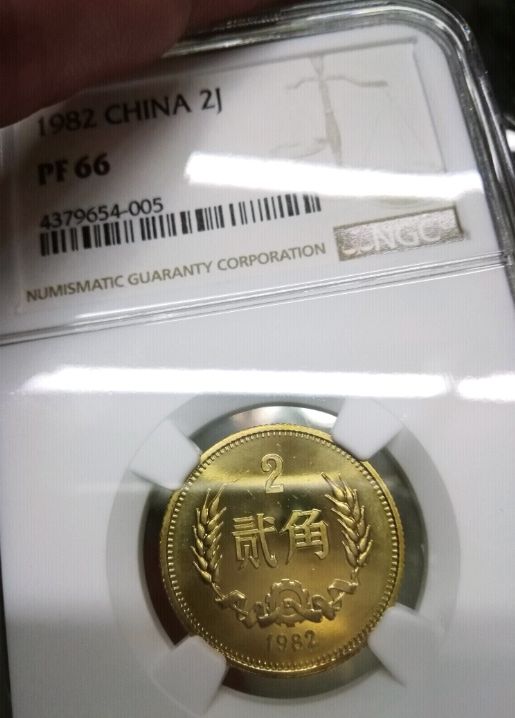 1982 CHINA 2J
PF 66
4379654-005
NGC
NUMISMATIC GUARANTY CORPORATION
2
贰角
1982